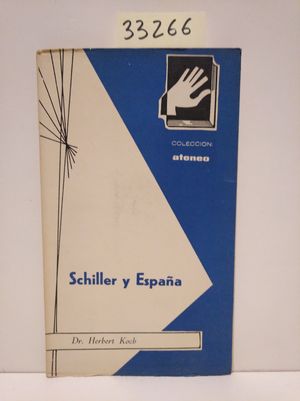 33266
COLECCION:
ateneo
Schiller y España
Dr. Herbert Koch